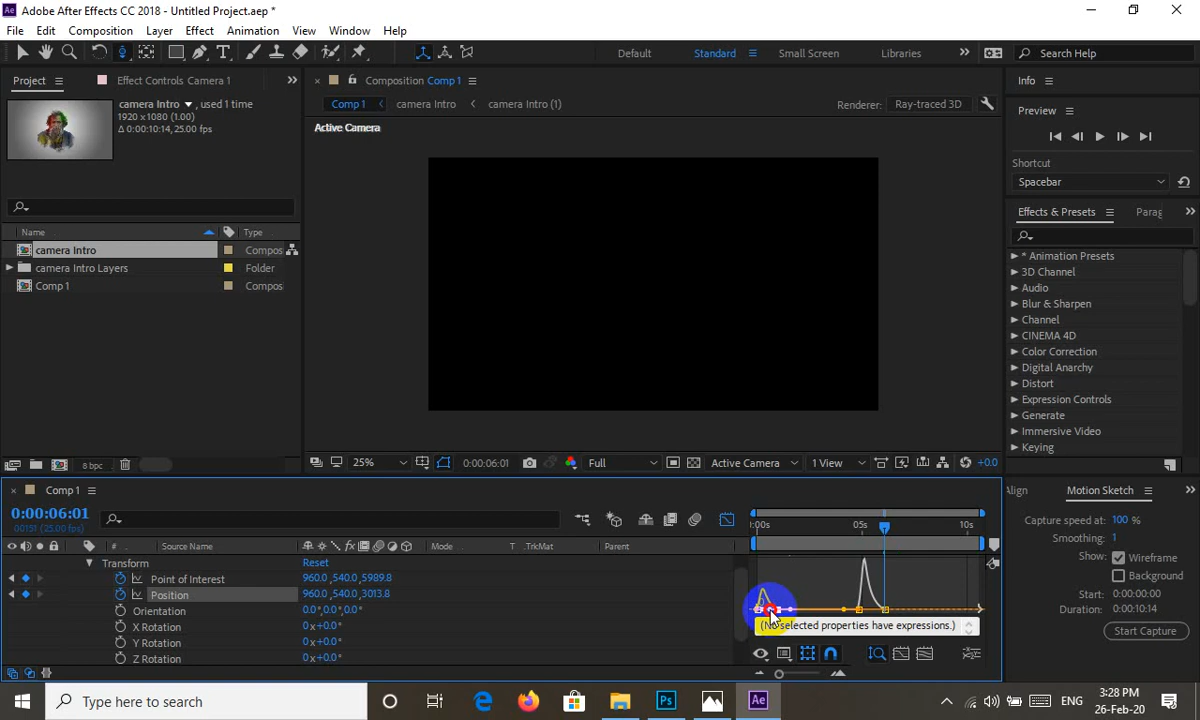 Ae Adobe After Effects CC 2018 - Untitled Project.aep *
File Edit Composition Layer Effect Animation View Window Help
Default Standard Small Screen Libraries Search Help
Project Effect Controls Camera 1
camera Intro , used 1 time
1920 x 1080 (1.00)
Δ 0:00:10:14, 25.00 fps
Name Type
camera Intro Compos
camera Intro Layers Folder
Comp 1 Compos
8 bpc
Composition Comp 1
Comp 1 camera Intro camera Intro (1)
Renderer: Ray-traced 3D
Active Camera
25% 0:00:06:01 Full Active Camera 1 View +0.0
Info
Preview
Shortcut
Spacebar
Effects & Presets Parag
* Animation Presets
3D Channel
Audio
Blur & Sharpen
Channel
CINEMA 4D
Color Correction
Digital Anarchy
Distort
Expression Controls
Generate
Immersive Video
Keying
Comp 1
0:00:06:01
00151 (25.00 fps)
# Source Name Mode T .TrkMat Parent
Transform Reset
Point of Interest 960.0,540.0,5989.8
Position 960.0,540.0,3013.8
Orientation 0.0°,0.0°,0.0°
X Rotation 0x+0.0°
Y Rotation 0x+0.0°
Z Rotation 0x+0.0°
:00s 05s 10s
(No selected properties have expressions.)
Align Motion Sketch
Capture speed at: 100 %
Smoothing: 1
Show: Wireframe
Background
Start: 0:00:00:00
Duration: 0:00:10:14
Start Capture
Type here to search
Ps Ae
ENG
3:28 PM
26-Feb-20